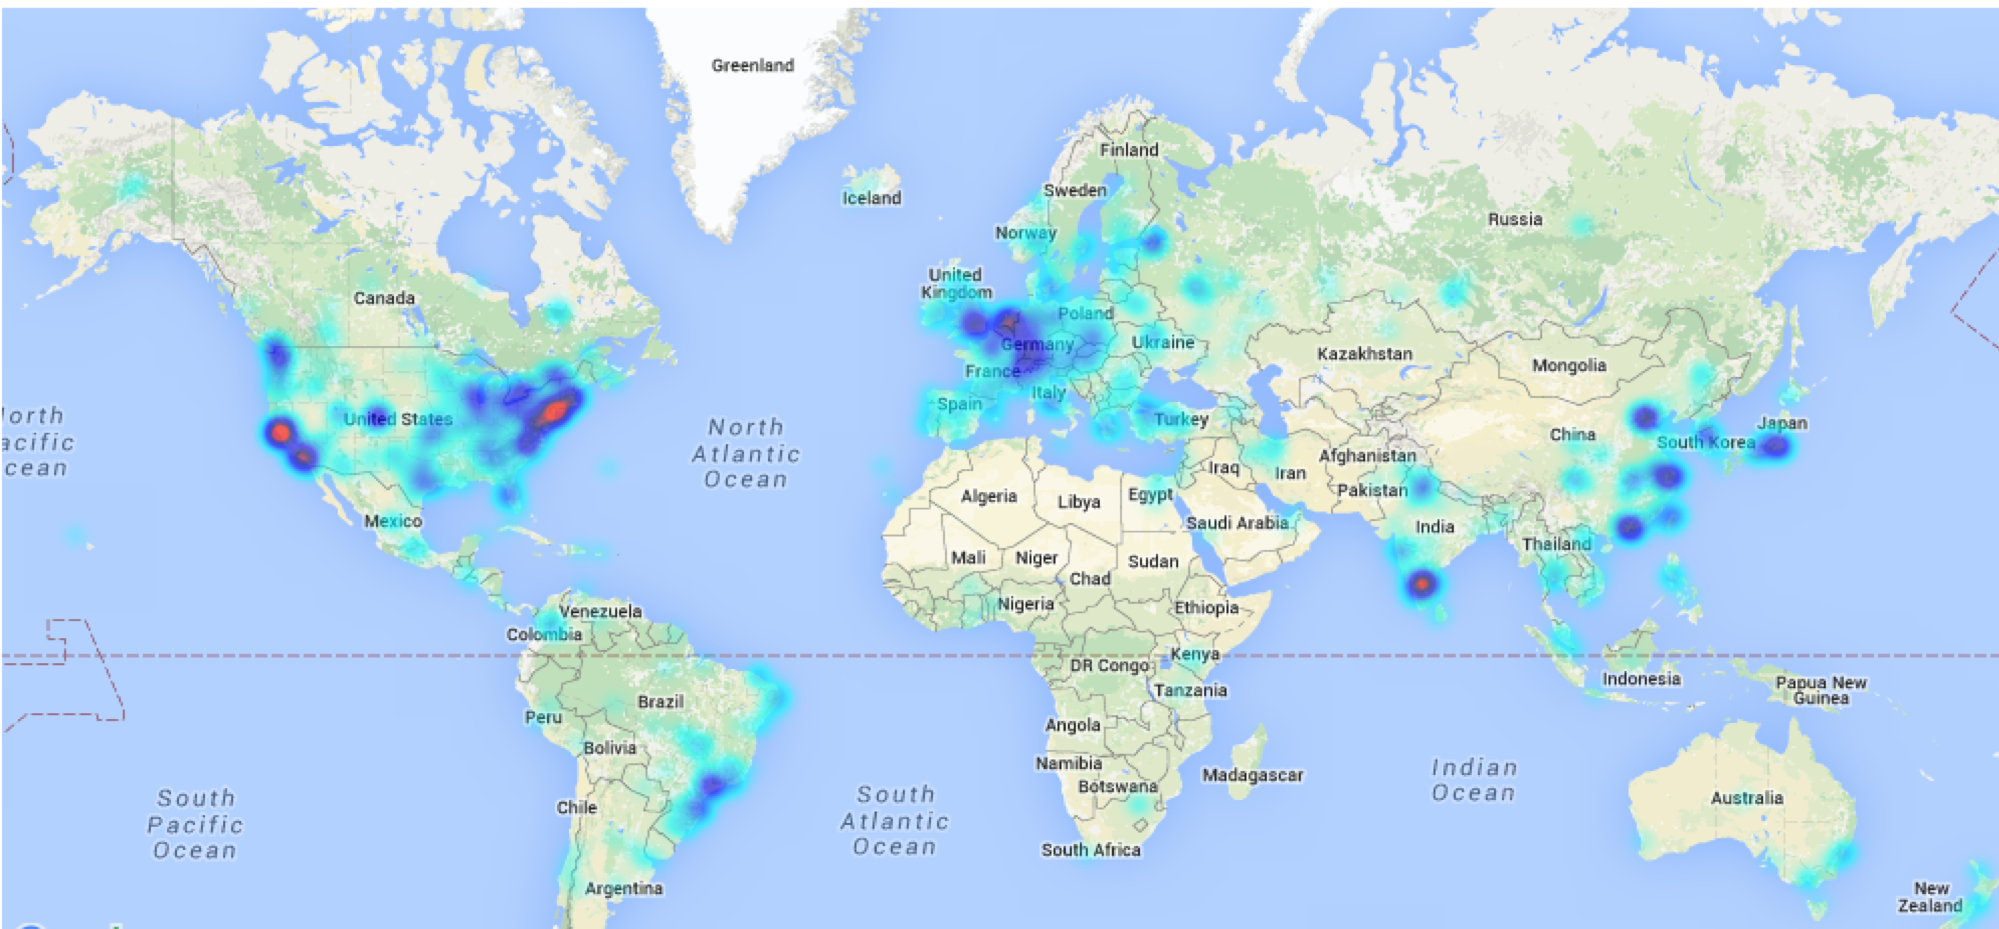 Greenland
Finland
Iceland
Sweden
Russia
Norway
United
Kingdom
Canada
Poland
Germany
Ukraine
Kazakhstan
Mongolia
France
Italy
Spain
United States
Turkey
Japan
China
South Korea
North
Atlantic
Ocean
acific
cean
Afghanistan
Iraq
Iran
Pakistan
Algeria
Libya
Egypt
Mexico
Saudi Arabia
India
Thailand
Mali
Niger
Sudan
Chad
Nigeria
Ethiopia
Venezuela
Colombia
Kenya
DR Congo
Indonesia
Papua New
Guinea
Tanzania
Brazil
Peru
Angola
Bolivia
Namibia
Madagascar
Botswana
Indian
Ocean
South
Pacific
Ocean
Chile
South
Atlantic
Ocean
Australia
South Africa
Argentina
New
Zealand